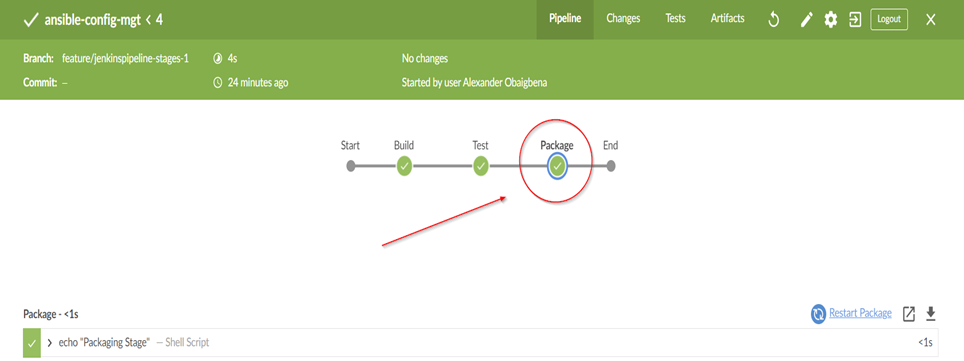 ansible-config-mgt < 4
Pipeline Changes Tests Artifacts Logout
Branch: feature/jenkinspipeline-stages-1 4s No changes
Commit: – 24 minutes ago Started by user Alexander Obaigbena
Start Build Test Package End
Package - <1s Restart Package
echo "Packaging Stage" — Shell Script <1s